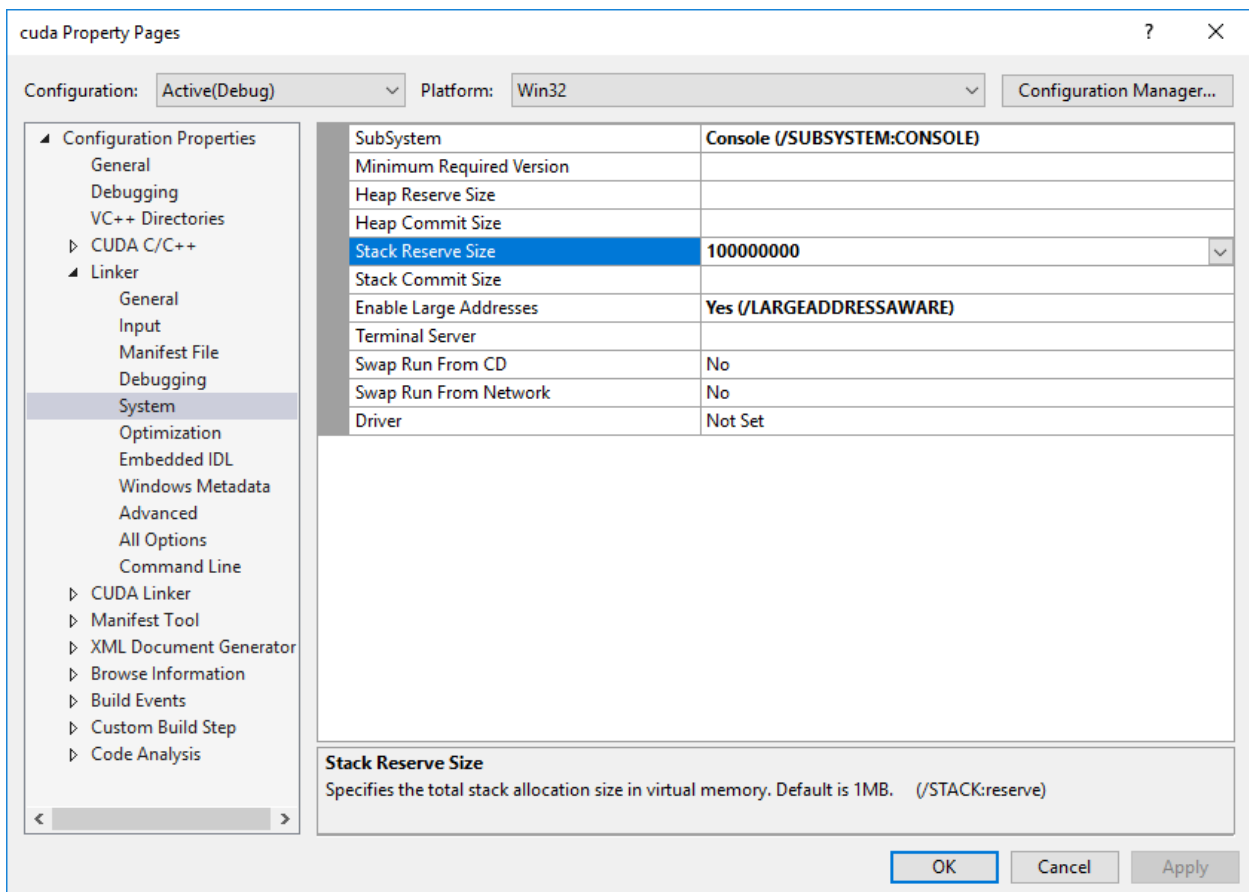 cuda Property Pages ? ×
Configuration: Active(Debug) Platform: Win32 Configuration Manager...
Configuration Properties
General
Debugging
VC++ Directories
CUDA C/C++
Linker
General
Input
Manifest File
Debugging
System
Optimization
Embedded IDL
Windows Metadata
Advanced
All Options
Command Line
CUDA Linker
Manifest Tool
XML Document Generator
Browse Information
Build Events
Custom Build Step
Code Analysis
SubSystem Console (/SUBSYSTEM:CONSOLE)
Minimum Required Version
Heap Reserve Size
Heap Commit Size
Stack Reserve Size 100000000
Stack Commit Size
Enable Large Addresses Yes (/LARGEADDRESSAWARE)
Terminal Server
Swap Run From CD No
Swap Run From Network No
Driver Not Set
Stack Reserve Size
Specifies the total stack allocation size in virtual memory. Default is 1MB. (/STACK:reserve)
OK Cancel Apply